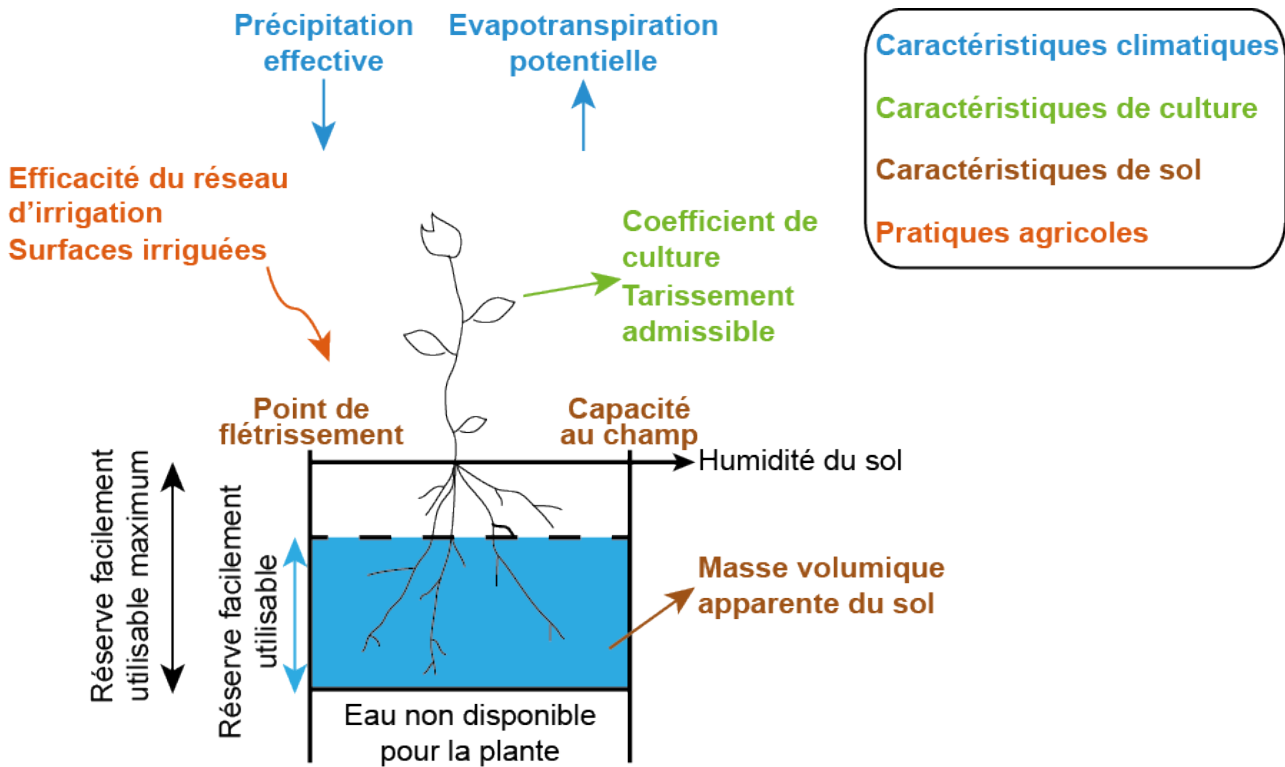 Précipitation
effective
Evapotranspiration
potentielle
Caractéristiques climatiques
Caractéristiques de culture
Caractéristiques de sol
Pratiques agricoles
Efficacité du réseau
d’irrigation
Surfaces irriguées
Coefficient de
culture
Tarissement
admissible
Point de
flétrissement
Capacité
au champ
Humidité du sol
Réserve facilement
utilisable maximum
Réserve facilement
utilisable
Masse volumique
apparente du sol
Eau non disponible
pour la plante